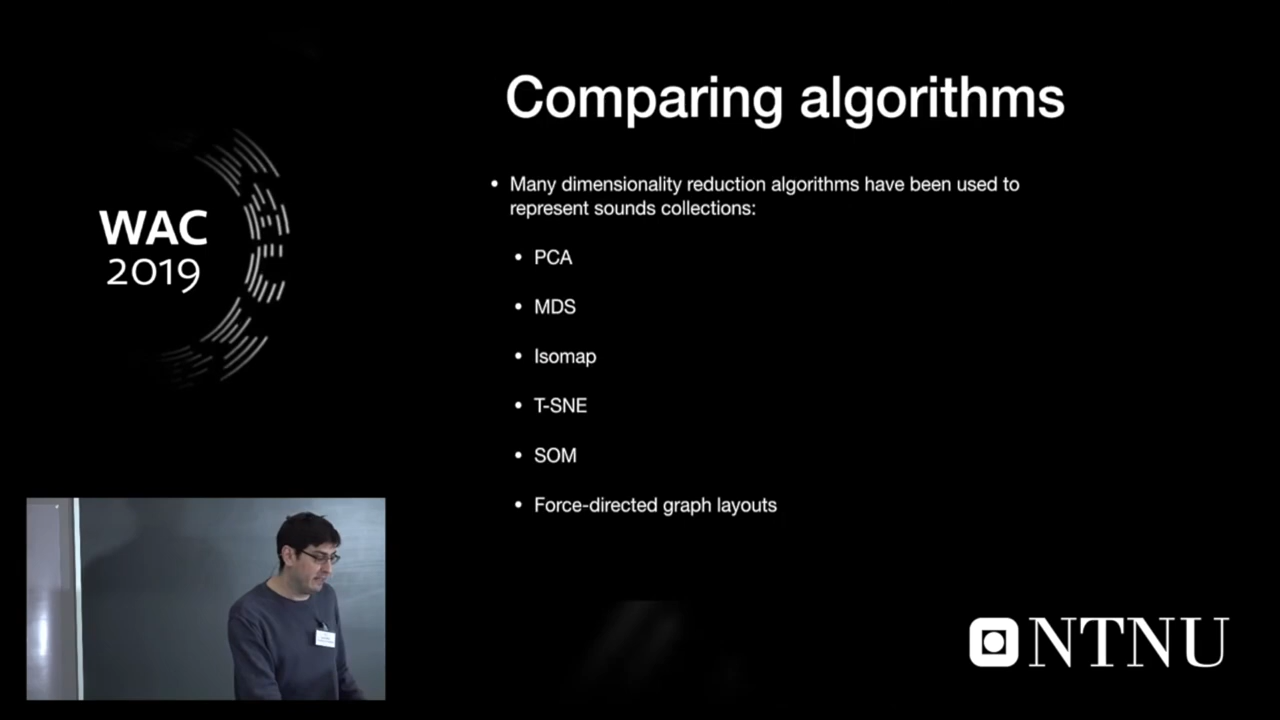 Comparing algorithms
• Many dimensionality reduction algorithms have been used to
represent sounds collections:
• PCA
• MDS
• Isomap
• T-SNE
• SOM
• Force-directed graph layouts
WAC
2019
NTNU